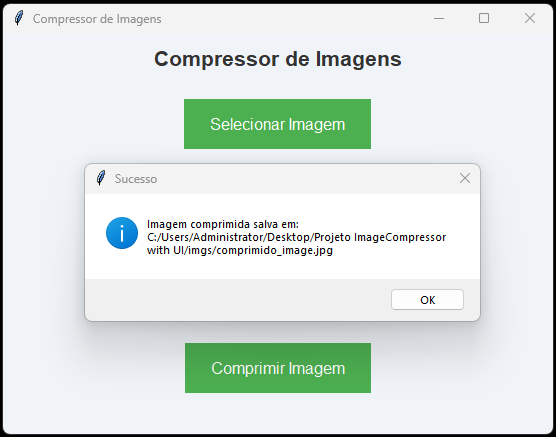 Compressor de Imagens
Compressor de Imagens
Selecionar Imagem
Sucesso
Imagem comprimida salva em:
C:/Users/Administrator/Desktop/Projeto ImageCompressor
with UI/imgs/comprimido_image.jpg
OK
Comprimir Imagem